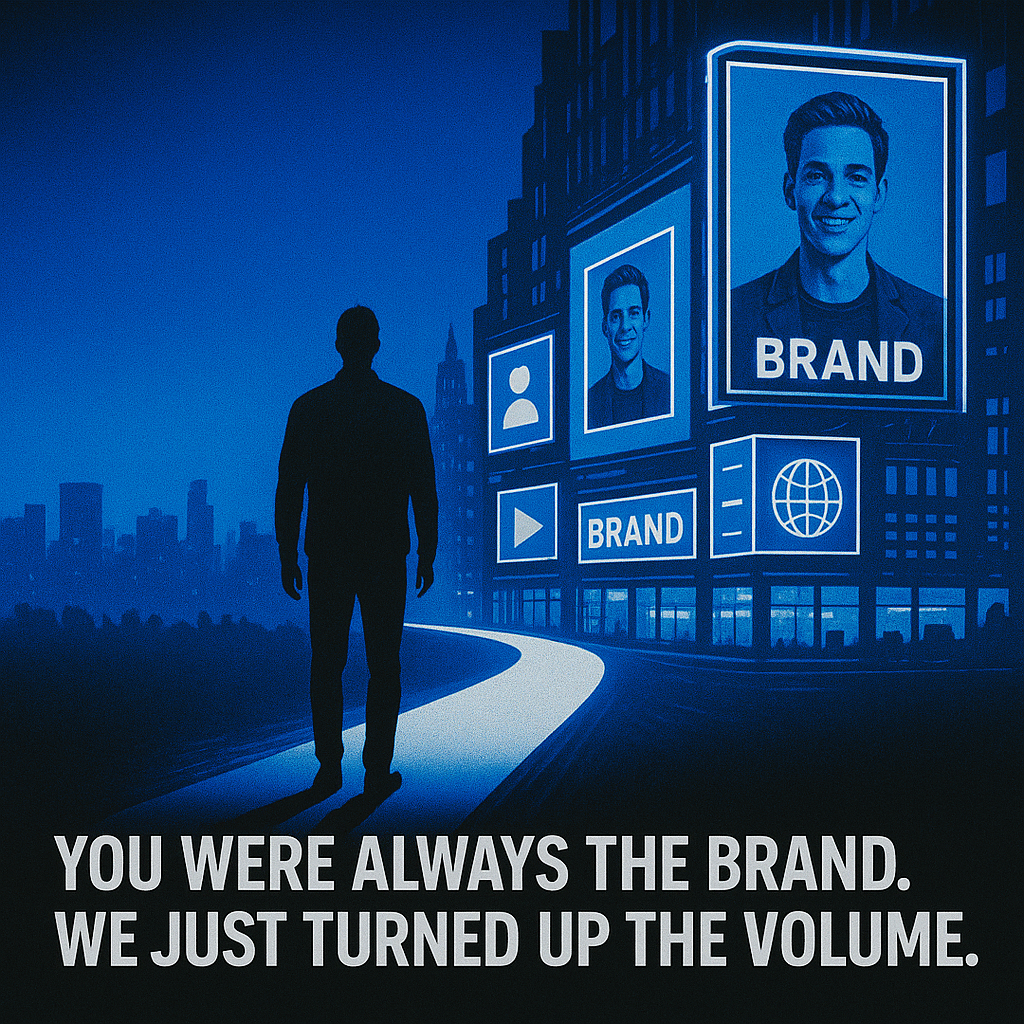 BRAND
BRAND
YOU WERE ALWAYS THE BRAND.
WE JUST TURNED UP THE VOLUME.